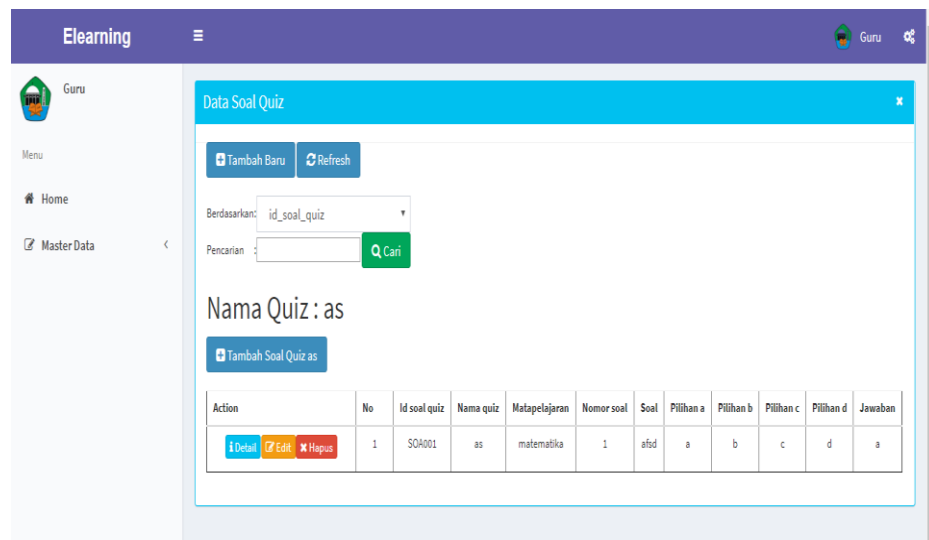 Elearning
Guru
Guru
Menu
Home
Master Data
Data Soal Quiz
Tambah Baru Refresh
Berdasarkan: id_soal_quiz
Pencarian : Cari
Nama Quiz : as
Tambah Soal Quiz as
Action No Id soal quiz Nama quiz Matapelajaran Nomor soal Soal Pilihan a Pilihan b Pilihan c Pilihan d Jawaban
Detail Edit Hapus 1 SOA001 as matematika 1 afsd a b c d a